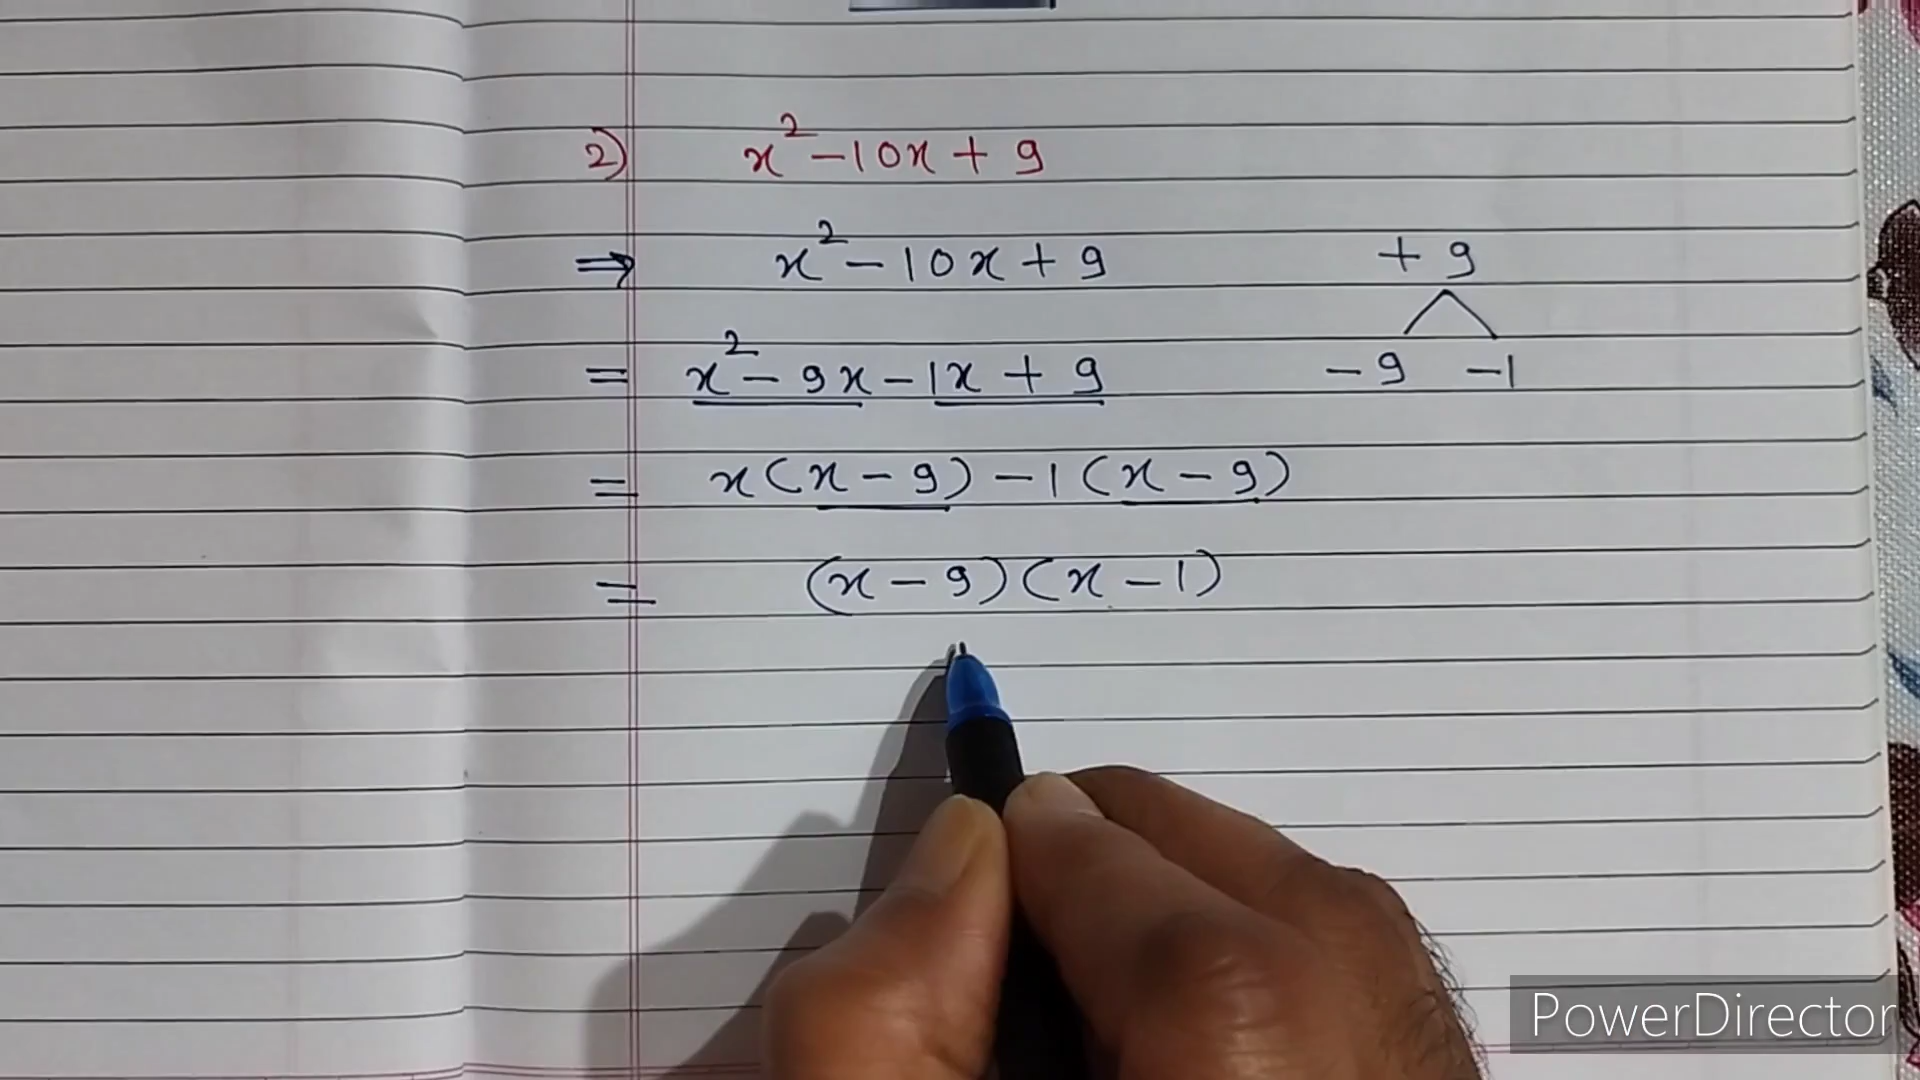 2) x² - 10x + 9
⇒ x² - 10x + 9 + 9
= x² - 9x - 1x + 9 - 9 - 1
= x(x - 9) - 1(x - 9)
= (x - 9)(x - 1)
PowerDirector